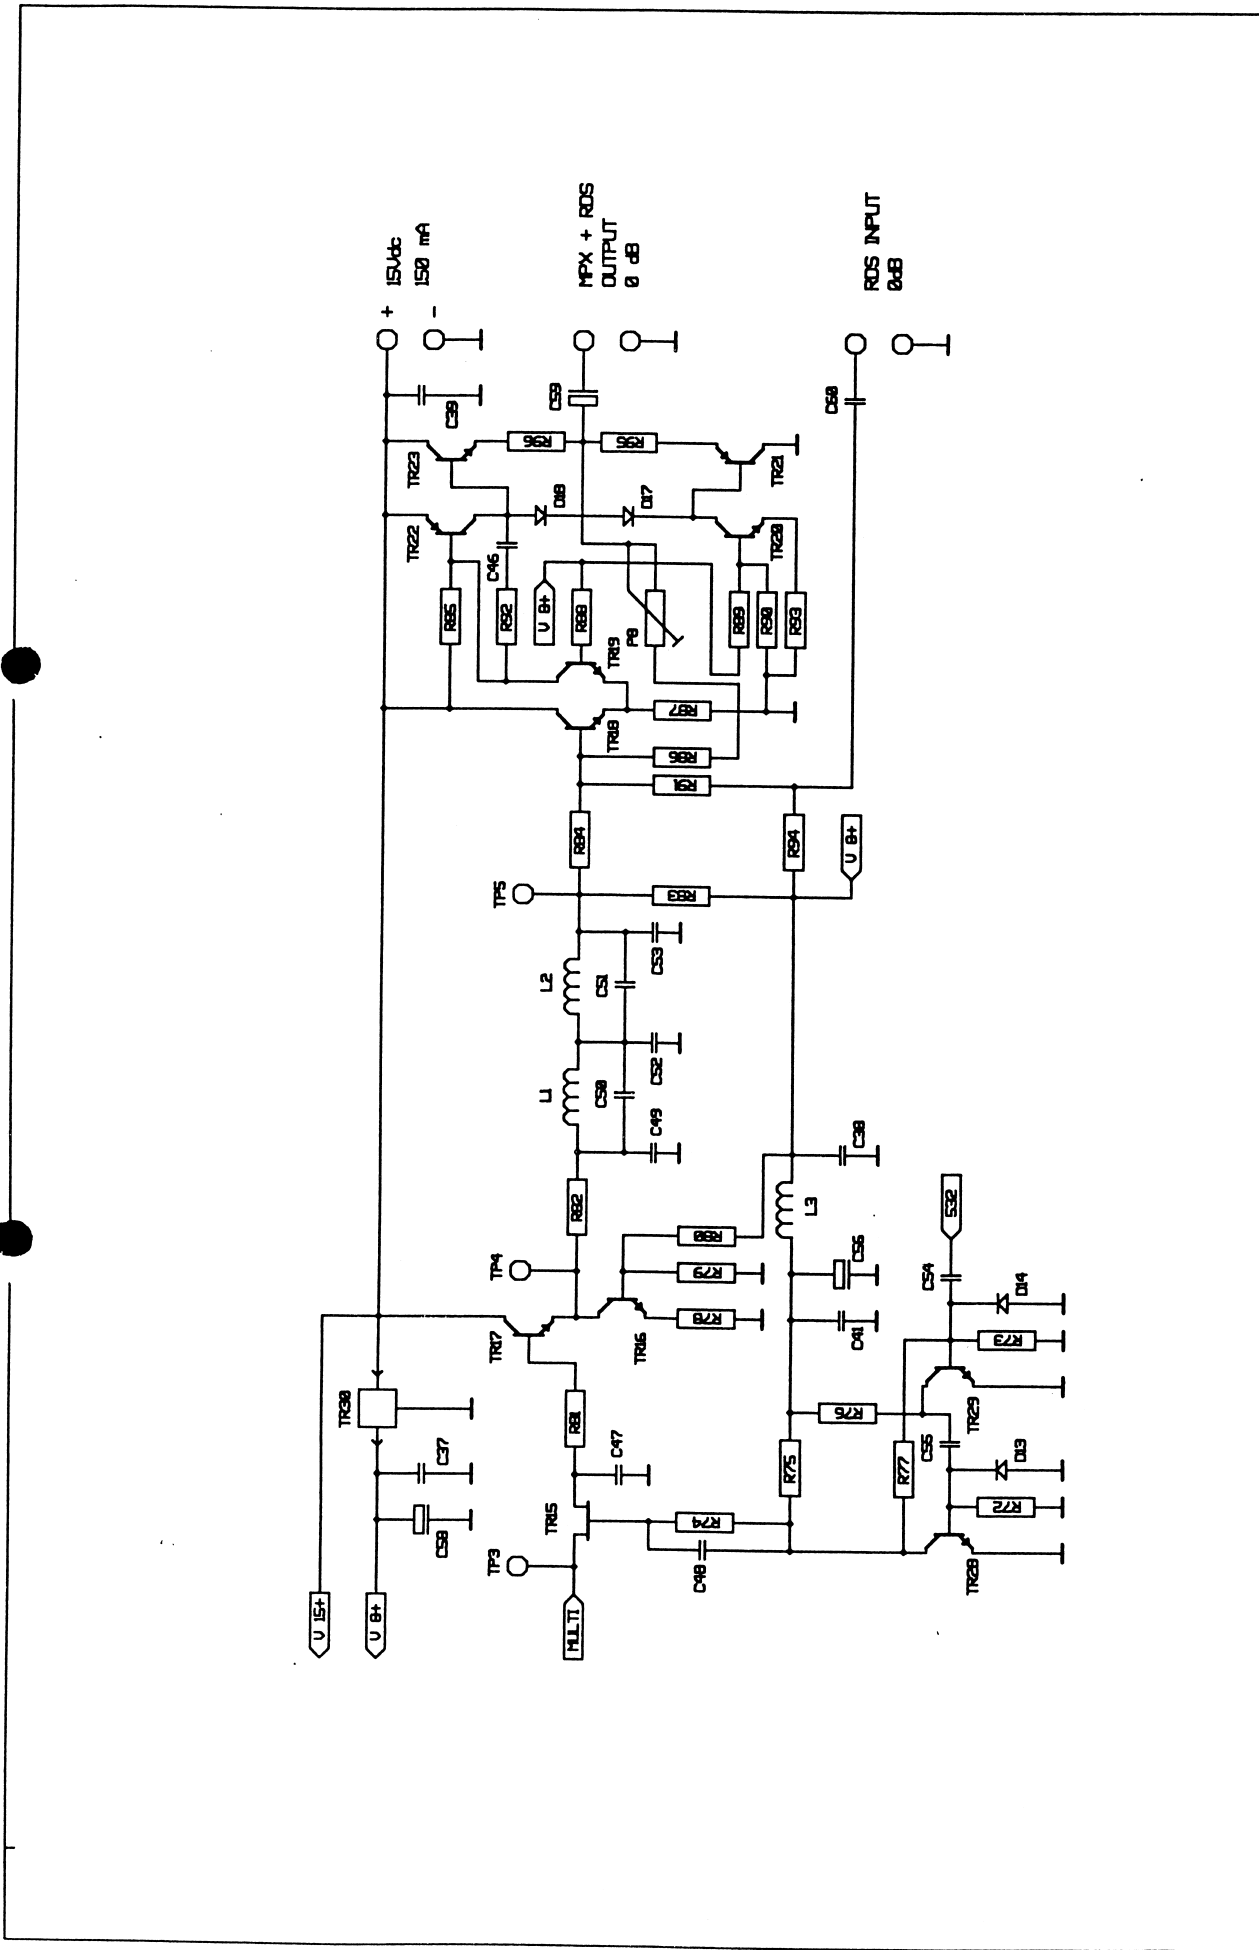 + 15Vdc
- 150 mA
MPX + RDS
OUTPUT
0 dB
RDS INPUT
0dB
C39
C59
C60
TR23
R96
R95
TR21
TR22
D18
D17
TR20
C46
R85
R92
V 8+
R88
P8
R89
R90
R93
TR19
TR18
R87
R86
R91
R84
R94
V 8+
TP5
R83
L2
C51
C53
L1
C50
C52
C49
R82
C38
L3
S32
TP4
R80
R79
R78
C56
C54
D14
TR17
TR16
C41
R73
TR30
R81
R76
TR29
C37
C47
R75
R77
C55
D13
C58
TR15
R74
R72
TP3
C48
TR28
V 15+
V 8+
MULTI